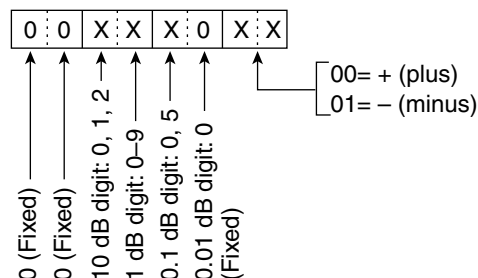 0 0 X X X 0 X X
00= + (plus)
01= – (minus)
0 (Fixed)
0 (Fixed)
10 dB digit: 0, 1, 2
1 dB digit: 0–9
0.1 dB digit: 0, 5
0.01 dB digit: 0
(Fixed)